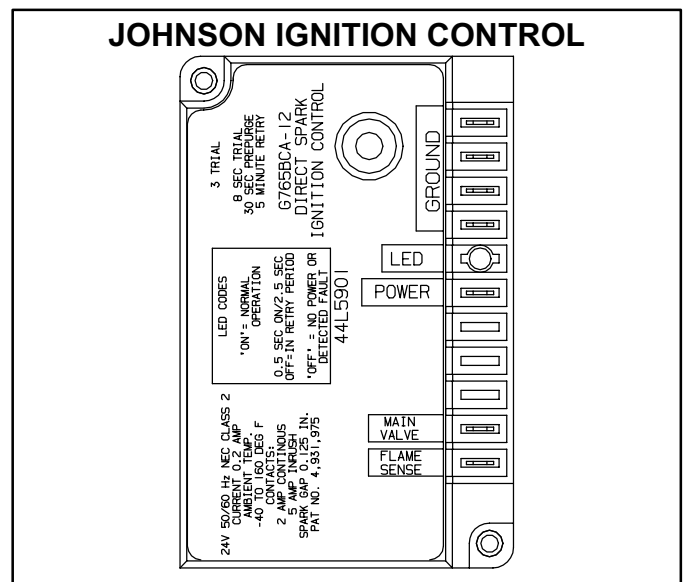 JOHNSON IGNITION CONTROL
3 TRIAL
8 SEC TRIAL
30 SEC PREPURGE
5 MINUTE RETRY
G765BCA-12
DIRECT SPARK
IGNITION CONTROL
GROUND
LED
POWER
MAIN
VALVE
FLAME
SENSE
LED CODES
'ON'= NORMAL
OPERATION
0.5 SEC ON/2.5 SEC
OFF=IN RETRY PERIOD
'OFF' = NO POWER OR
DETECTED FAULT
44L5901
24V 50/60 Hz NEC CLASS 2
CURRENT 0.2 AMP
AMBIENT TEMP.
-40 TO 160 DEG F
CONTACTS:
2 AMP CONTINOUS
5 AMP INRUSH
SPARK GAP 0.125 IN.
PAT NO. 4,931,975